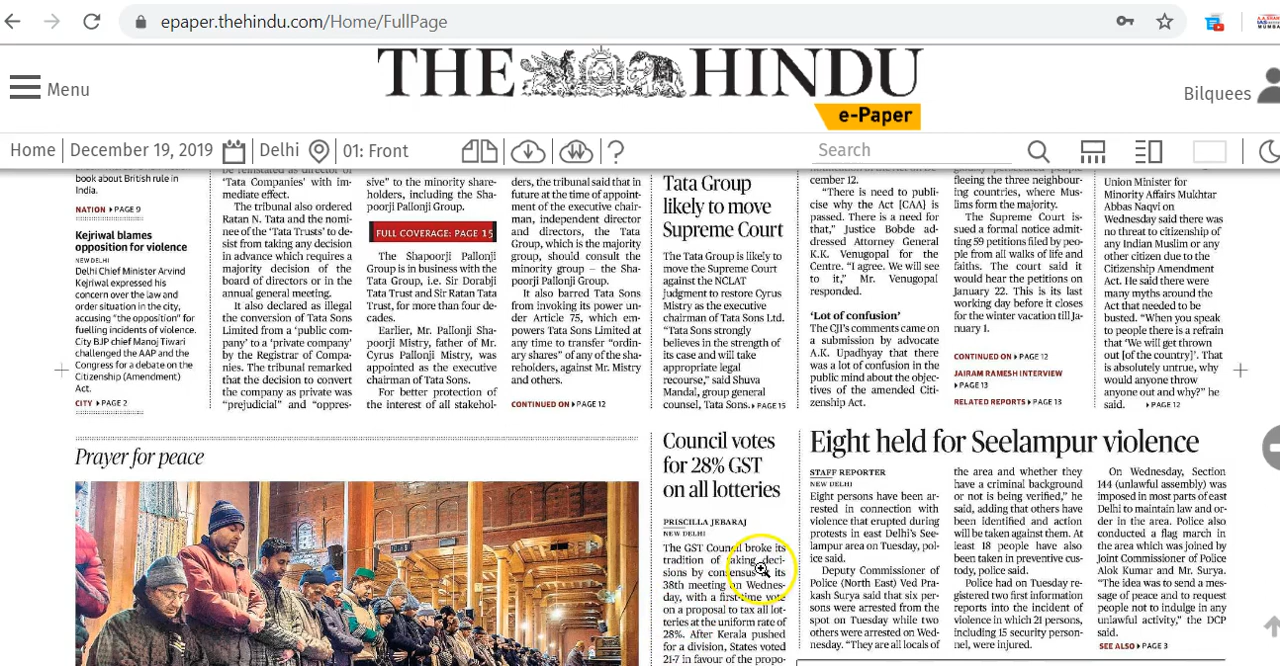 epaper.thehindu.com/Home/FullPage
Menu
THE HINDU
e-Paper
Bilquees
Home
December 19, 2019
Delhi
01: Front
?
Search
book about British rule in
India.
NATION PAGE 9
Kejriwal blames
opposition for violence
NEW DELHI
Delhi Chief Minister Arvind
Kejriwal expressed his
concern over the law and
order situation in the city,
accusing “the opposition” for
fuelling incidents of violence.
City BJP chief Manoj Tiwari
challenged the AAP and the
Congress for a debate on the
Citizenship (Amendment)
Act.
CITY PAGE 2
be reinstated as director of
‘Tata Companies’ with im-
mediate effect.
The tribunal also ordered
Ratan N. Tata and the nomi-
nee of the ‘Tata Trusts’ to de-
sist from taking any decision
in advance which requires a
majority decision of the
board of directors or in the
annual general meeting.
It also declared as illegal
the conversion of Tata Sons
Limited from a ‘public com-
pany’ to a ‘private company’
by the Registrar of Compa-
nies. The tribunal remarked
that the decision to convert
the company as private was
“prejudicial” and “oppres-
sive” to the minority share-
holders, including the Sha-
poorji Pallonji Group.
FULL COVERAGE: PAGE 15
The Shapoorji Pallonji
Group is in business with the
Tata Group, i.e. Sir Dorabji
Tata Trust and Sir Ratan Tata
Trust, for more than four de-
cades.
Earlier, Mr. Pallonji Sha-
poorji Mistry, father of Mr.
Cyrus Pallonji Mistry, was
appointed as the executive
chairman of Tata Sons.
For better protection of
the interest of all stakehol-
ders, the tribunal said that in
future at the time of appoint-
ment of the executive chair-
man, independent director
and directors, the Tata
Group, which is the majority
group, should consult the
minority group – the Sha-
poorji Pallonji Group.
It also barred Tata Sons
from invoking its power un-
der Article 75, which em-
powers Tata Sons Limited at
any time to transfer “ordin-
ary shares” of any of the sha-
reholders, against Mr. Mistry
and others.
CONTINUED ON PAGE 12
Tata Group
likely to move
Supreme Court
The Tata Group is likely to
move the Supreme Court
against the NCLAT
judgment to restore Cyrus
Mistry as the executive
chairman of Tata Sons Ltd.
“Tata Sons strongly
believes in the strength of
its case and will take
appropriate legal
recourse,” said Shuva
Mandal, group general
counsel, Tata Sons. PAGE 15
cember 12.
“There is need to publi-
cise why the Act [CAA] is
passed. There is a need for
that,” Justice Bobde ad-
dressed Attorney General
K.K. Venugopal for the
Centre. “I agree. We will see
to it,” Mr. Venugopal
responded.
‘Lot of confusion’
The CJI’s comments came on
a submission by advocate
A.K. Upadhyay that there
was a lot of confusion in the
public mind about the objec-
tives of the amended Citi-
zenship Act.
fleeing the three neighbour-
ing countries, where Mus-
lims form the majority.
The Supreme Court is-
sued a formal notice admit-
ting 59 petitions filed by peo-
ple from all walks of life and
faiths. The court said it
would hear the petitions on
January 22. This is its last
working day before it closes
for the winter vacation till Ja-
nuary 1.
CONTINUED ON PAGE 12
JAIRAM RAMESH INTERVIEW
PAGE 13
RELATED REPORTS PAGE 13
Union Minister for
Minority Affairs Mukhtar
Abbas Naqvi on
Wednesday said there was
no threat to citizenship of
any Indian Muslim or any
other citizen due to the
Citizenship Amendment
Act. He said there were
many myths around the
Act that needed to be
busted. “When you speak
to people there is a refrain
that ‘We will get thrown
out [of the country]’. That
is absolutely untrue, why
would anyone throw
anyone out and why?” he
said. PAGE 12
Prayer for peace
Council votes
for 28% GST
on all lotteries
PRISCILLA JEBARAJ
NEW DELHI
The GST Council broke its
tradition of taking deci-
sions by consensus its
38th meeting on Wednes-
day, with a first-time vote
on a proposal to tax all lot-
teries at the uniform rate of
28%. After Kerala pushed
for a division, States voted
21-7 in favour of the propo-
Eight held for Seelampur violence
STAFF REPORTER
NEW DELHI
Eight persons have been ar-
rested in connection with
violence that erupted during
protests in east Delhi’s See-
lampur area on Tuesday, pol-
ice said.
Deputy Commissioner of
Police (North East) Ved Pra-
kash Surya said that six per-
sons were arrested from the
spot on Tuesday while two
others were arrested on Wed-
nesday. “They are all locals of
the area and whether they
have a criminal background
or not is being verified,” he
said, adding that others have
been identified and action
will be taken against them. At
least 18 people have also
been taken in preventive cus-
tody, police said.
Police had on Tuesday re-
gistered two first information
reports into the incident of
violence in which 21 persons,
including 15 security person-
nel, were injured.
On Wednesday, Section
144 (unlawful assembly) was
imposed in most parts of east
Delhi to maintain law and or-
der in the area. Police also
conducted a flag march in
the area which was joined by
Joint Commissioner of Police
Alok Kumar and Mr. Surya.
“The idea was to send a mes-
sage of peace and to request
people not to indulge in any
unlawful activity,” the DCP
said.
SEE ALSO PAGE 3